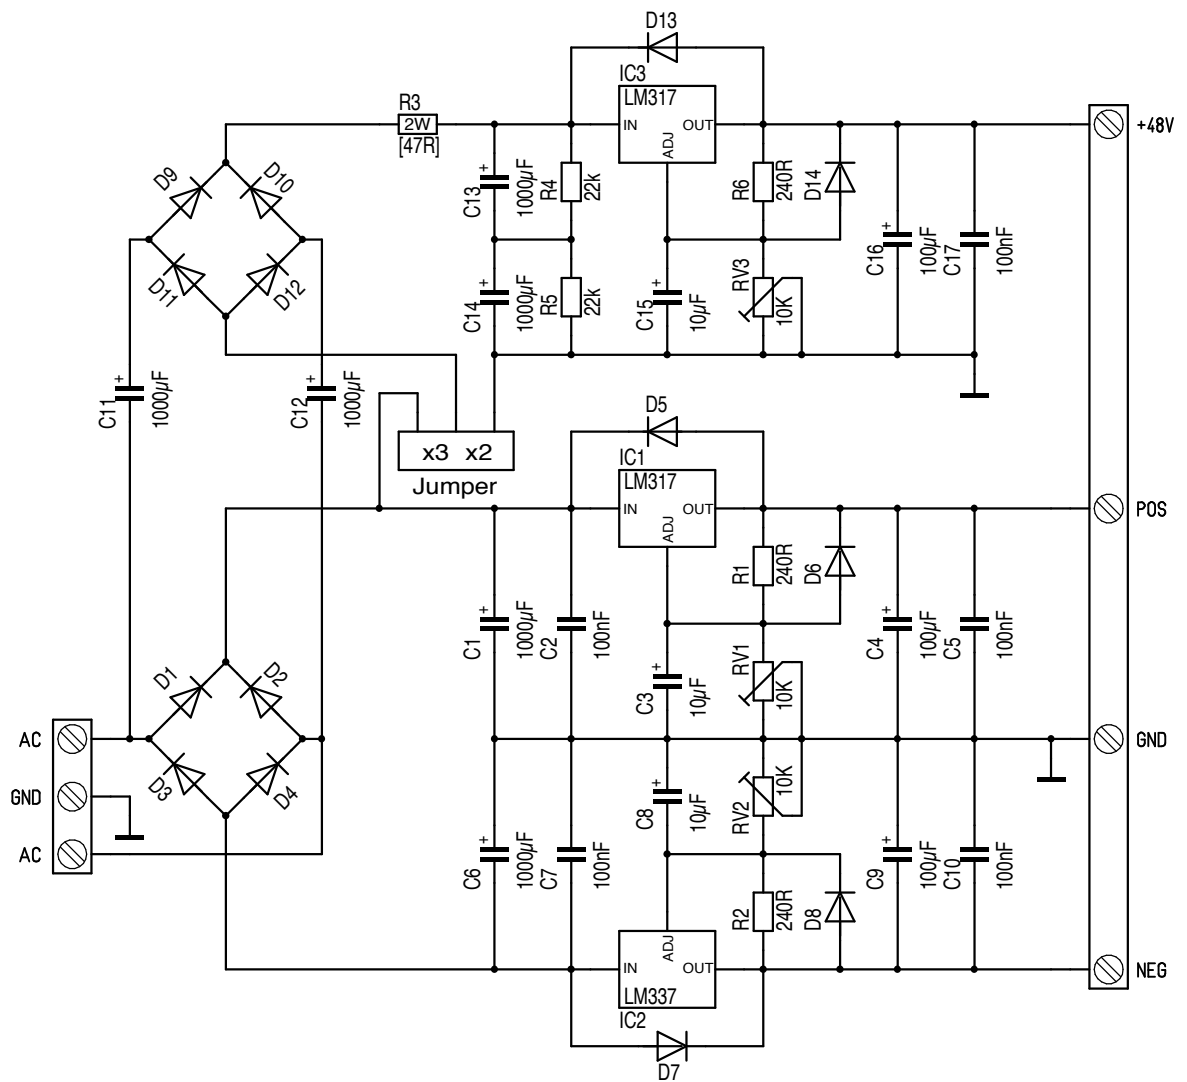 D13
IC3
LM317
IN OUT
ADJ
R3
2W
[47R]
+48V
D9
D10
D11
D12
C13
1000µF
R4
22k
R6
240R
D14
C14
1000µF
R5
22k
C15
10µF
RV3
10K
C16
100µF
C17
100nF
C11
1000µF
C12
1000µF
x3 x2
Jumper
D5
IC1
LM317
IN OUT
ADJ
POS
R1
240R
D6
C1
1000µF
C2
100nF
C3
10µF
RV1
10K
C4
100µF
C5
100nF
D1
D2
D3
D4
AC
GND
AC
GND
C6
1000µF
C7
100nF
C8
10µF
RV2
10K
R2
240R
D8
C9
100µF
C10
100nF
ADJ
IN OUT
LM337
IC2
NEG
D7